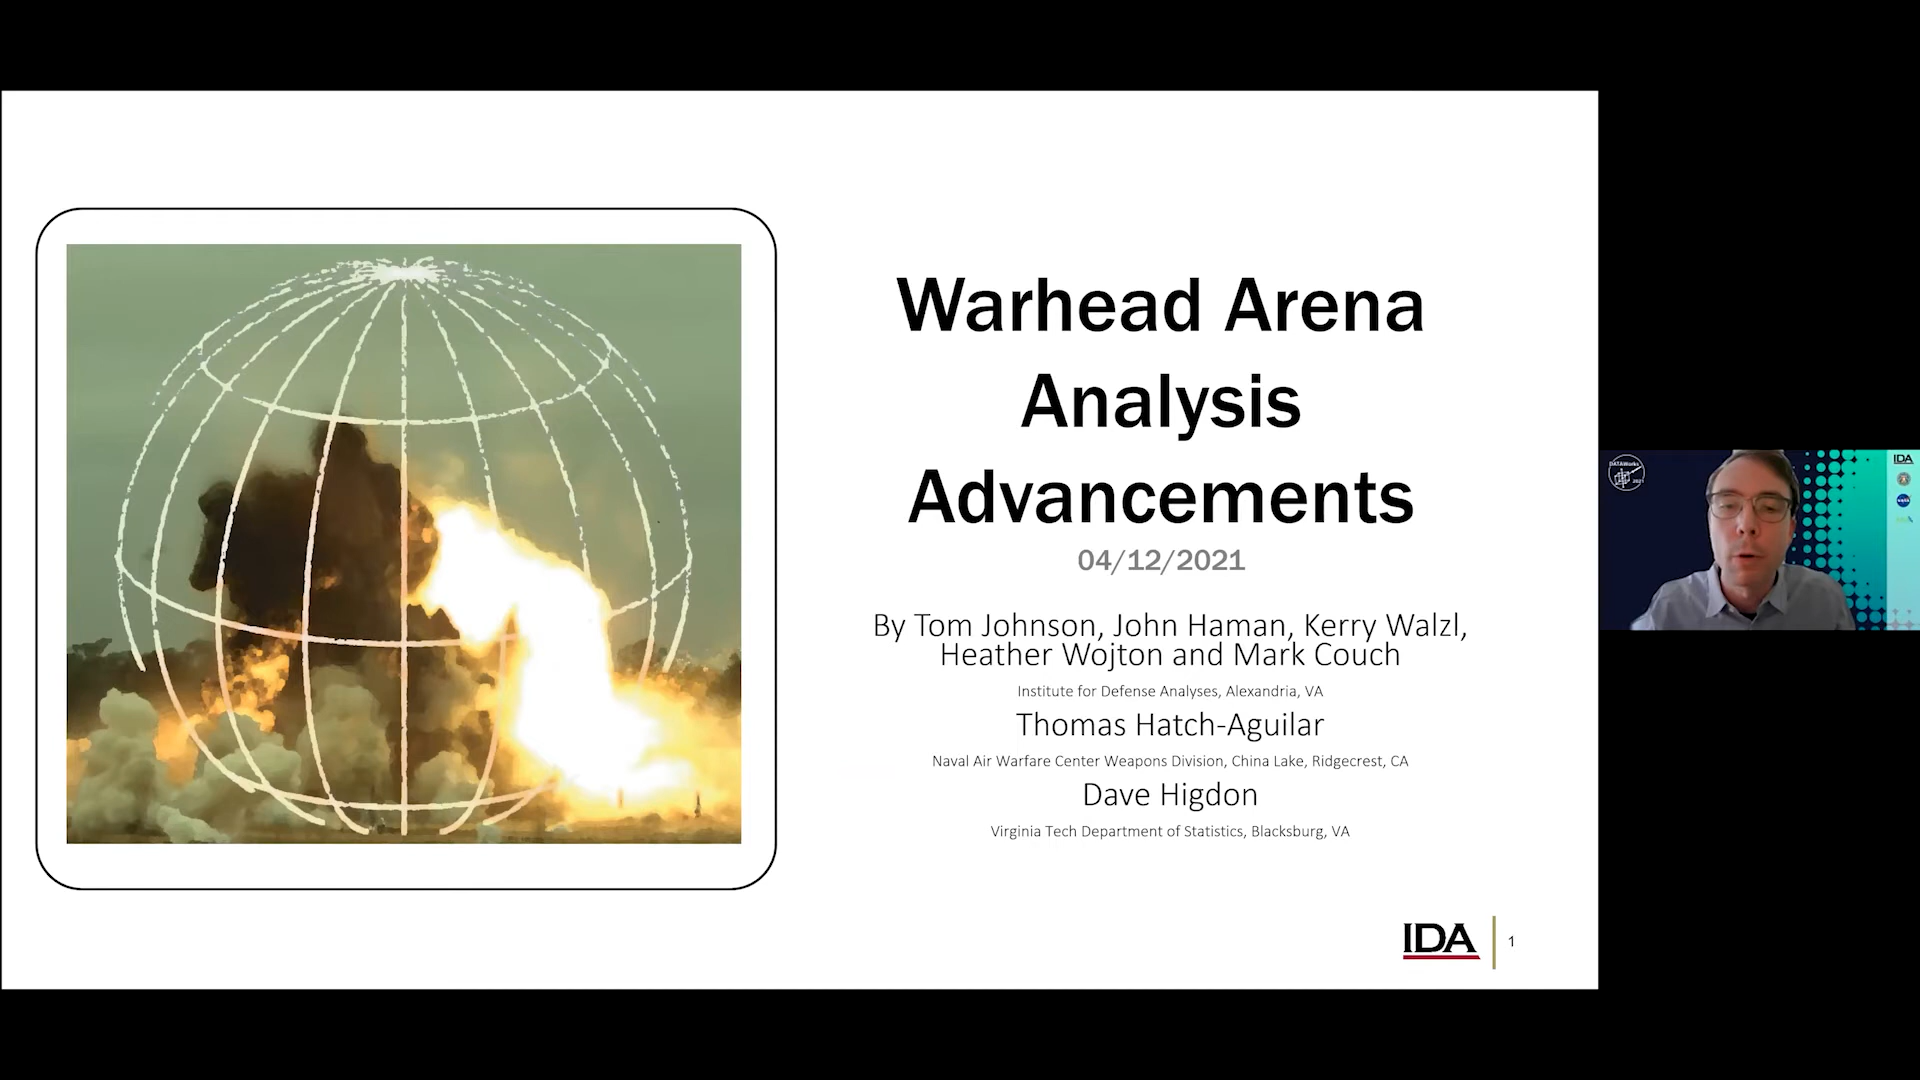 Warhead Arena
Analysis
Advancements
04/12/2021
By Tom Johnson, John Haman, Kerry Walzl,
Heather Wojton and Mark Couch
Institute for Defense Analyses, Alexandria, VA
Thomas Hatch-Aguilar
Naval Air Warfare Center Weapons Division, China Lake, Ridgecrest, CA
Dave Higdon
Virginia Tech Department of Statistics, Blacksburg, VA
IDA
1
DATAWorks
2021
IDA